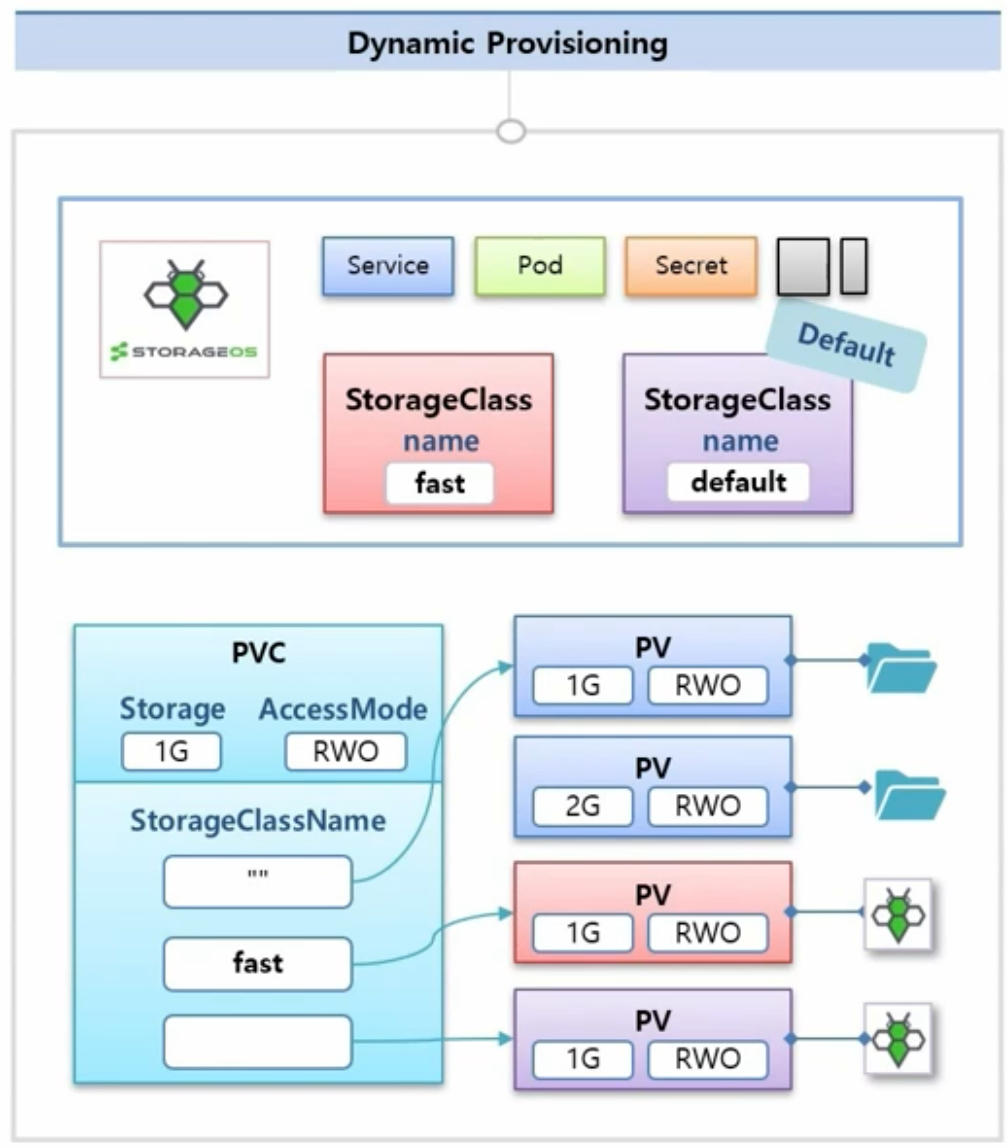 Dynamic Provisioning
STORAGEOS
Service
Pod
Secret
Default
StorageClass
name
fast
StorageClass
name
default
PVC
Storage
AccessMode
1G
RWO
StorageClassName
""
fast
PV
1G
RWO
PV
2G
RWO
PV
1G
RWO
PV
1G
RWO